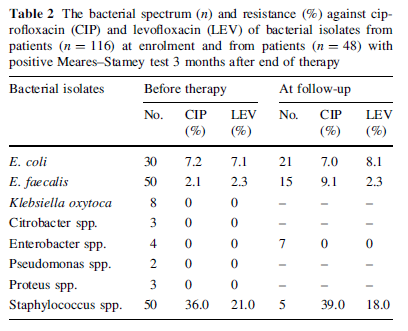 Table 2 The bacterial spectrum (n) and resistance (%) against cip-
rofloxacin (CIP) and levofloxacin (LEV) of bacterial isolates from
patients (n = 116) at enrolment and from patients (n = 48) with
positive Meares–Stamey test 3 months after end of therapy
Bacterial isolates Before therapy At follow-up
No. CIP (%) LEV (%) No. CIP (%) LEV (%)
E. coli 30 7.2 7.1 21 7.0 8.1
E. faecalis 50 2.1 2.3 15 9.1 2.3
Klebsiella oxytoca 8 0 0 – – –
Citrobacter spp. 3 0 0 – – –
Enterobacter spp. 4 0 0 7 0 0
Pseudomonas spp. 2 0 0 – – –
Proteus spp. 3 0 0 – – –
Staphylococcus spp. 50 36.0 21.0 5 39.0 18.0